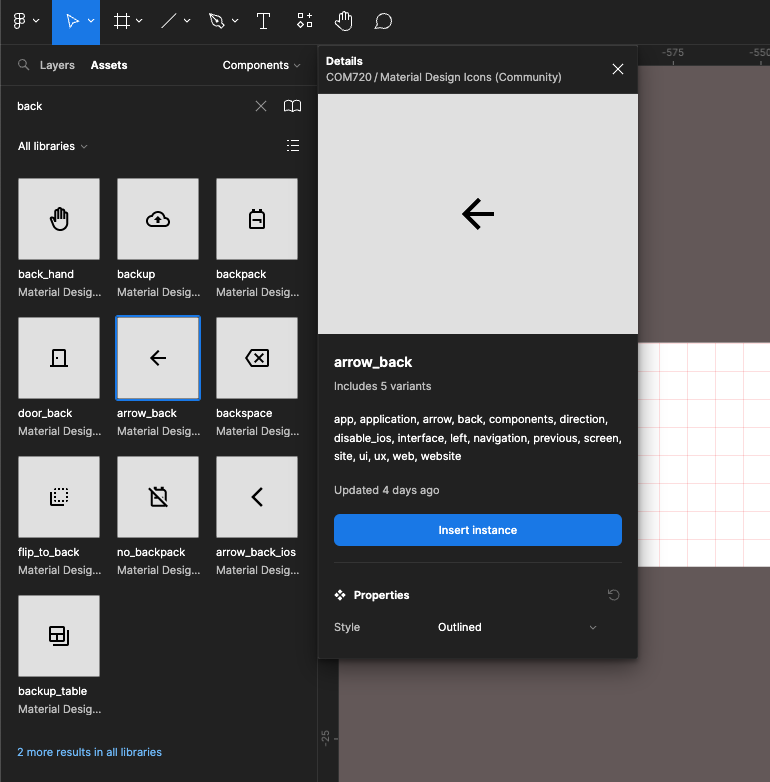 Layers
Assets
Components
back
All libraries
back_hand
Material Desig...
backup
Material Desig...
backpack
Material Desig...
door_back
Material Desig...
arrow_back
Material Desig...
backspace
Material Desig...
flip_to_back
Material Desig...
no_backpack
Material Desig...
arrow_back_ios
Material Desig...
backup_table
Material Desig...
2 more results in all libraries
Details
COM720 / Material Design Icons (Community)
arrow_back
Includes 5 variants
app, application, arrow, back, components, direction,
disable_ios, interface, left, navigation, previous, screen,
site, ui, ux, web, website
Updated 4 days ago
Insert instance
Properties
Style
Outlined
-575
-550
-25